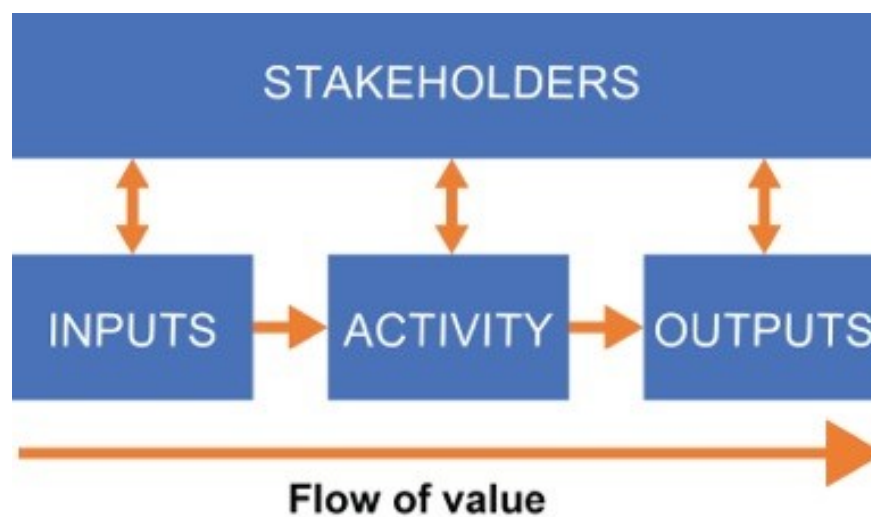 STAKEHOLDERS
INPUTS
ACTIVITY
OUTPUTS
Flow of value